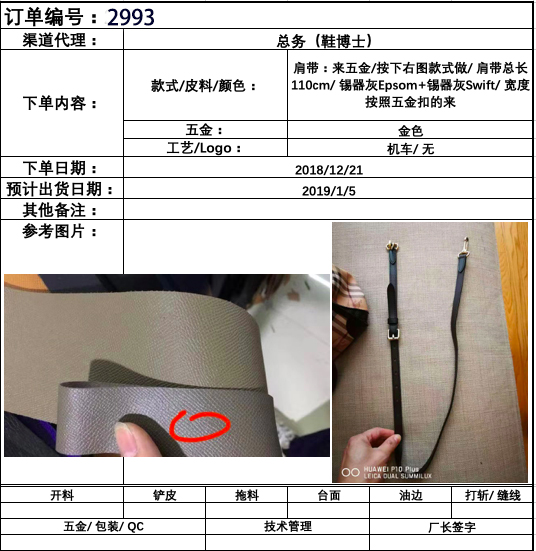 订单编号：2993
渠道代理：
总务（鞋博士）
下单内容：
款式/皮料/颜色：
肩带：来五金/按下右图款式做/ 肩带总长
110cm/ 锡器灰Epsom+锡器灰Swift/ 宽度
按照五金扣的来
五金：
金色
工艺/Logo：
机车/ 无
下单日期：
2018/12/21
预计出货日期：
2019/1/5
其他备注：
参考图片：
HUAWEI P10 Plus
LEICA DUAL SUMMILUX
开料 铲皮 拖料 台面 油边 打斩/ 缝线
五金/ 包装/ QC 技术管理 厂长签字